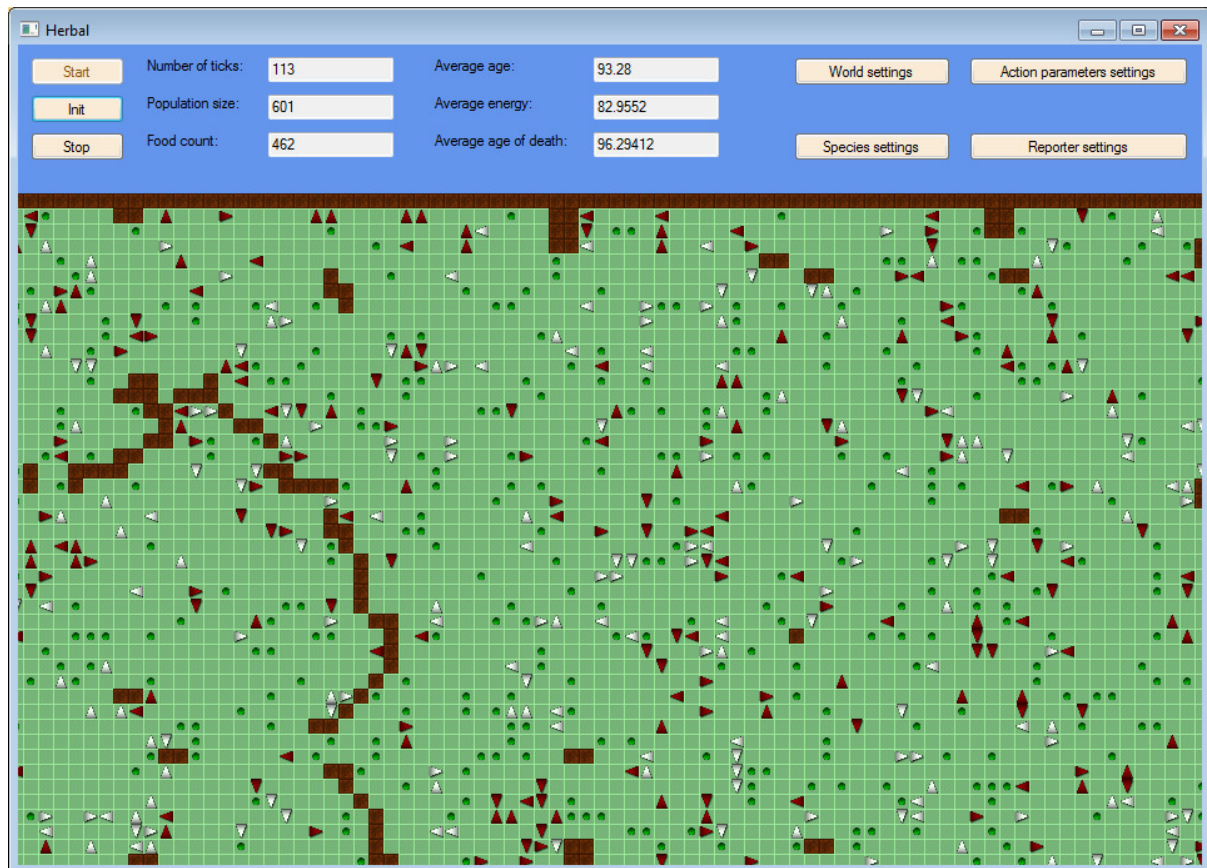 Herbal
Start Number of ticks: 113 Average age: 93.28 World settings Action parameters settings
Init Population size: 601 Average energy: 82.9552
Stop Food count: 462 Average age of death: 96.29412 Species settings Reporter settings